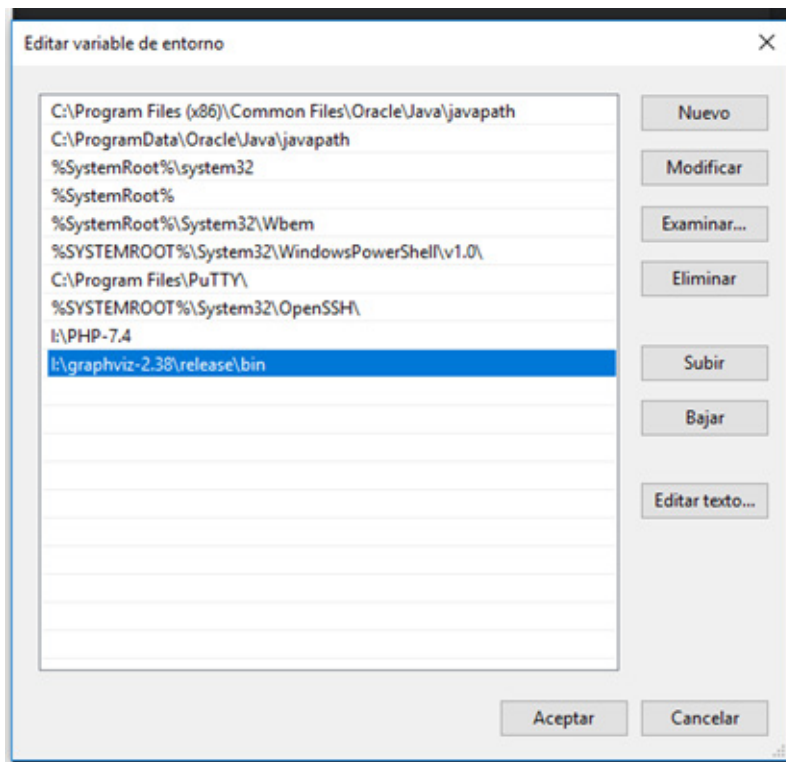 Editar variable de entorno
C:\Program Files (x86)\Common Files\Oracle\Java\javapath
C:\ProgramData\Oracle\Java\javapath
%SystemRoot%\system32
%SystemRoot%
%SystemRoot%\System32\Wbem
%SYSTEMROOT%\System32\WindowsPowerShell\v1.0\
C:\Program Files\PuTTY\
%SYSTEMROOT%\System32\OpenSSH\
I:\PHP-7.4
I:\graphviz-2.38\release\bin
Nuevo
Modificar
Examinar...
Eliminar
Subir
Bajar
Editar texto...
Aceptar
Cancelar